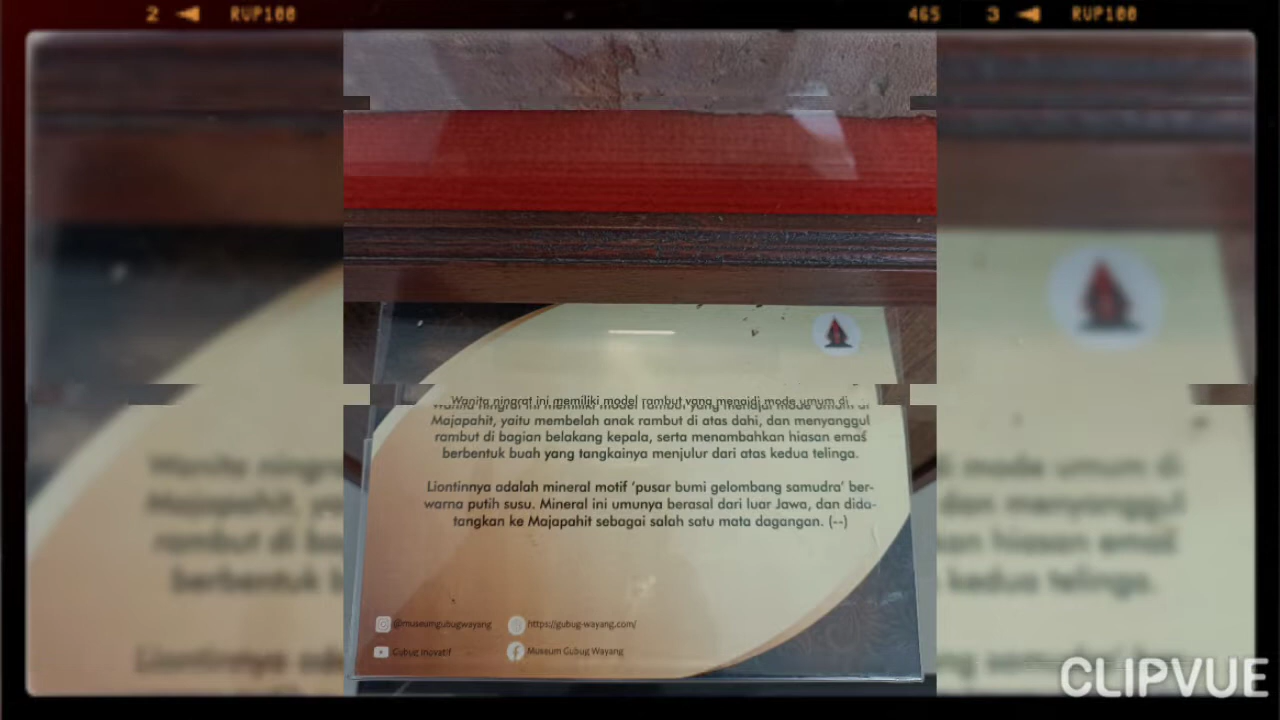 2 RVP100 465 3 RVP100
Wanita ningrat ini memiliki model rambut yang menajdi mode umum di
Majapahit, yaitu membelah anak rambut di atas dahi, dan menyanggul
rambut di bagian belakang kepala, serta menambahkan hiasan emas
berbentuk buah yang tangkainya menjulur dari atas kedua telinga.
Liontinnya adalah mineral motif ‘pusar bumi gelombang samudra’ ber-
warna putih susu. Mineral ini umunya berasal dari luar Jawa, dan dida-
tangkan ke Majapahit sebagai salah satu mata dagangan. (--)
@museumgubugwayang https://gubug-wayang.com/
Gubug Inovatif Museum Gubug Wayang
CLIPVUE